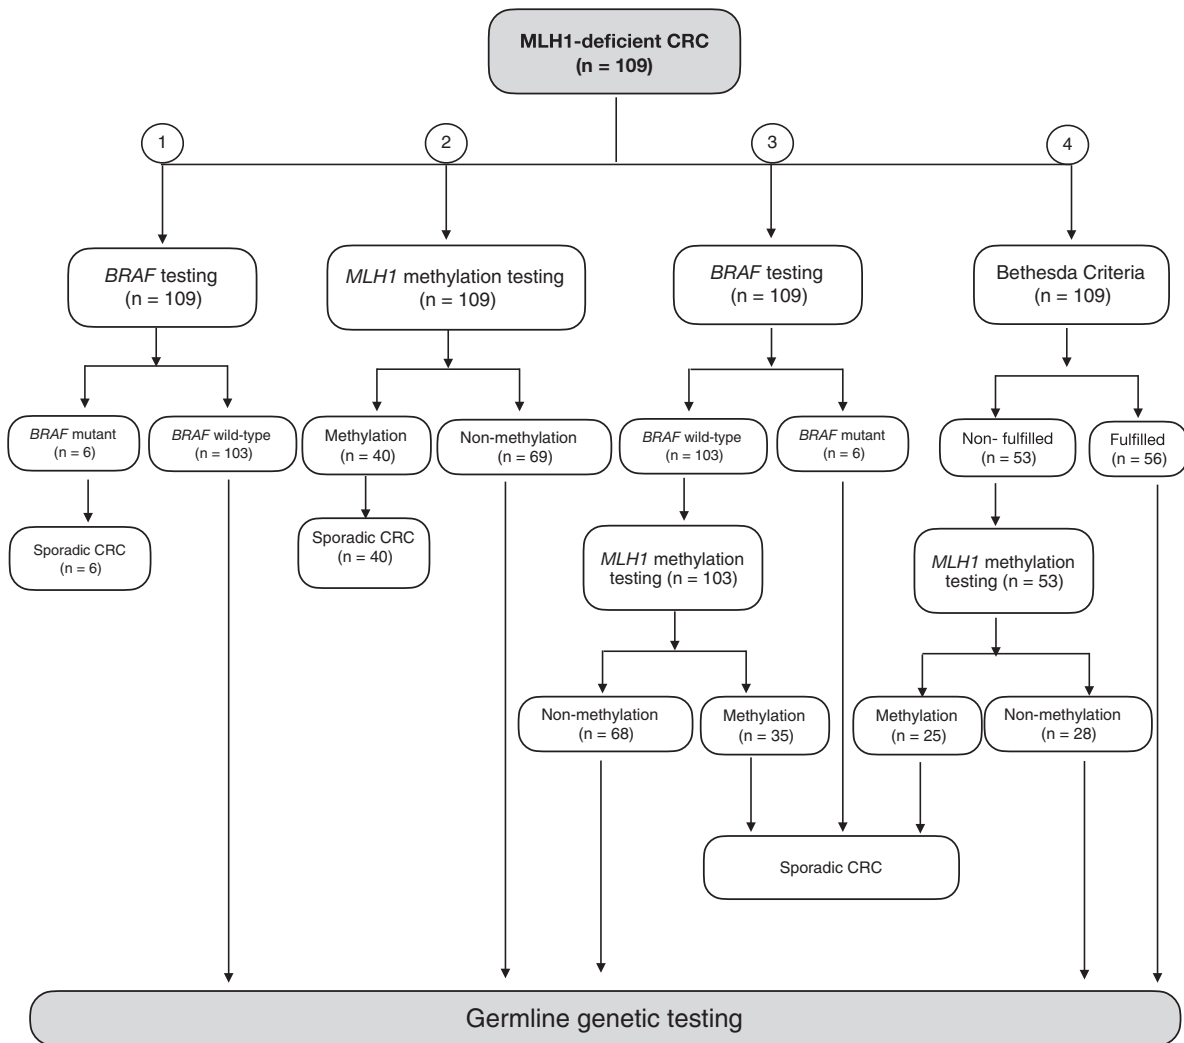 MLH1-deficient CRC
(n = 109)
1
2
3
4
BRAF testing
(n = 109)
MLH1 methylation testing
(n = 109)
BRAF testing
(n = 109)
Bethesda Criteria
(n = 109)
BRAF mutant
(n = 6)
BRAF wild-type
(n = 103)
Methylation
(n = 40)
Non-methylation
(n = 69)
BRAF wild-type
(n = 103)
BRAF mutant
(n = 6)
Non- fulfilled
(n = 53)
Fulfilled
(n = 56)
Sporadic CRC
(n = 6)
Sporadic CRC
(n = 40)
MLH1 methylation
testing (n = 103)
MLH1 methylation
testing (n = 53)
Non-methylation
(n = 68)
Methylation
(n = 35)
Methylation
(n = 25)
Non-methylation
(n = 28)
Sporadic CRC
Germline genetic testing